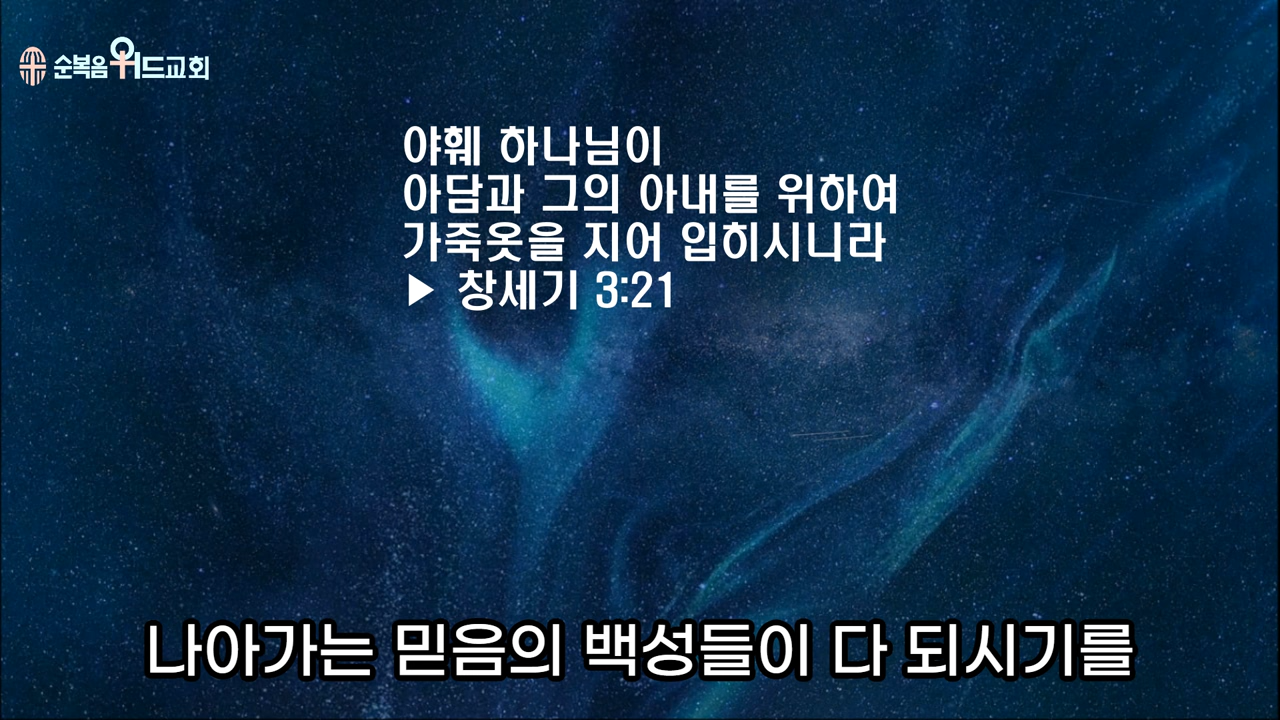 순복음위드교회
야훼 하나님이
아담과 그의 아내를 위하여
가죽옷을 지어 입히시니라
▶ 창세기 3:21
나아가는 믿음의 백성들이 다 되시기를